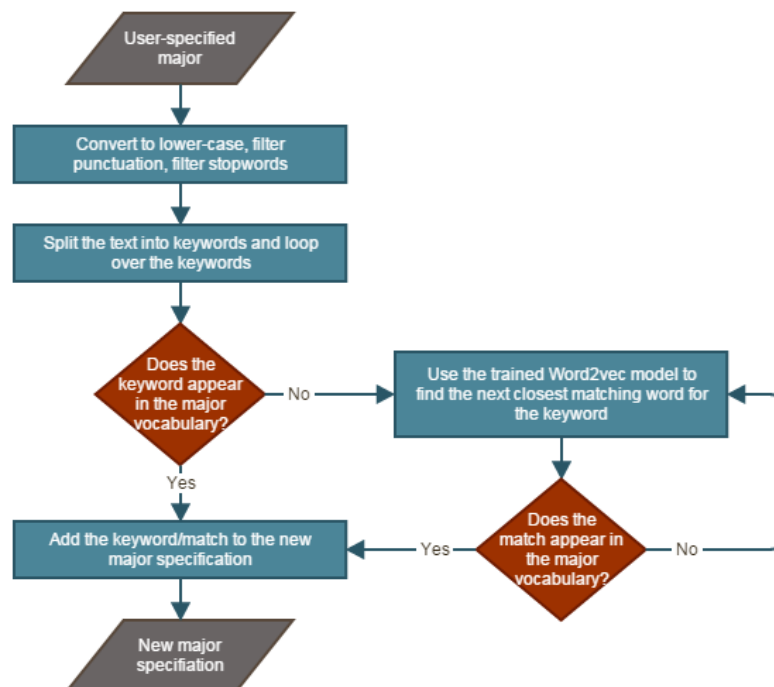 User-specified
major
Convert to lower-case, filter
punctuation, filter stopwords
Split the text into keywords and loop
over the keywords
Does the
keyword appear
in the major
vocabulary?
No
Use the trained Word2vec model to
find the next closest matching word for
the keyword
Yes
Does the
match appear in
the major
vocabulary?
No
Yes
Add the keyword/match to the new
major specification
New major
specifiation